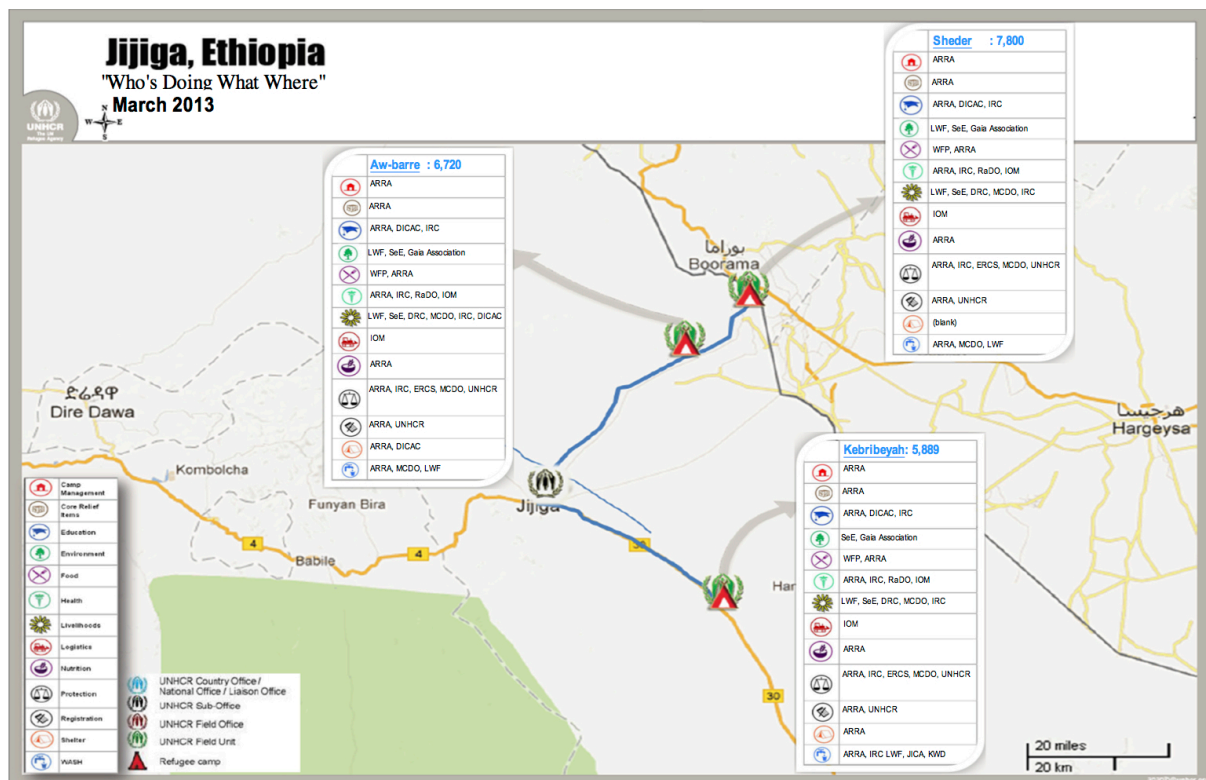 Jijiga, Ethiopia
"Who's Doing What Where"
March 2013
N
W
E
S
UNHCR
The UN
Refugee Agency
Sheder : 7,800
ARRA
ARRA
ARRA, DICAC, IRC
LWF, SeE, Gaia Association
WFP, ARRA
ARRA, IRC, RaDO, IOM
LWF, SeE, DRC, MCDO, IRC
IOM
ARRA
ARRA, IRC, ERCS, MCDO, UNHCR
ARRA, UNHCR
(blank)
ARRA, MCDO, LWF
Aw-barre : 6,720
ARRA
ARRA
ARRA, DICAC, IRC
LWF, SeE, Gaia Association
WFP, ARRA
ARRA, IRC, RaDO, IOM
LWF, SeE, DRC, MCDO, IRC, DICAC
IOM
ARRA
ARRA, IRC, ERCS, MCDO, UNHCR
ARRA, UNHCR
ARRA, DICAC
ARRA, MCDO, LWF
بوراما
Boorama
ድሬዳዋ
Dire Dawa
هرجيسا
Hargeysa
Kombolcha
Funyan Bira
Jijiga
Babile
4
4
30
Har
30
Kebribeyah: 5,889
ARRA
ARRA
ARRA, DICAC, IRC
SeE, Gaia Association
WFP, ARRA
ARRA, IRC, RaDO, IOM
LWF, SeE, DRC, MCDO, IRC
IOM
ARRA
ARRA, IRC, ERCS, MCDO, UNHCR
ARRA, UNHCR
ARRA
ARRA, IRC LWF, JICA, KWD
Camp
Management
Core Relief
Items
Education
Environment
Food
Health
Livelihoods
Logistics
Nutrition
Protection
Registration
Shelter
WASH
UNHCR Country Office /
National Office / Liaison Office
UNHCR Sub-Office
UNHCR Field Office
UNHCR Field Unit
Refugee camp
20 miles
20 km